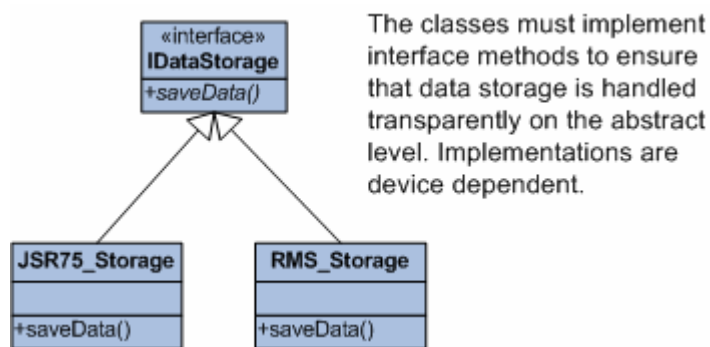 «interface»
IDataStorage
+saveData()
The classes must implement
interface methods to ensure
that data storage is handled
transparently on the abstract
level. Implementations are
device dependent.
JSR75_Storage
+saveData()
RMS_Storage
+saveData()